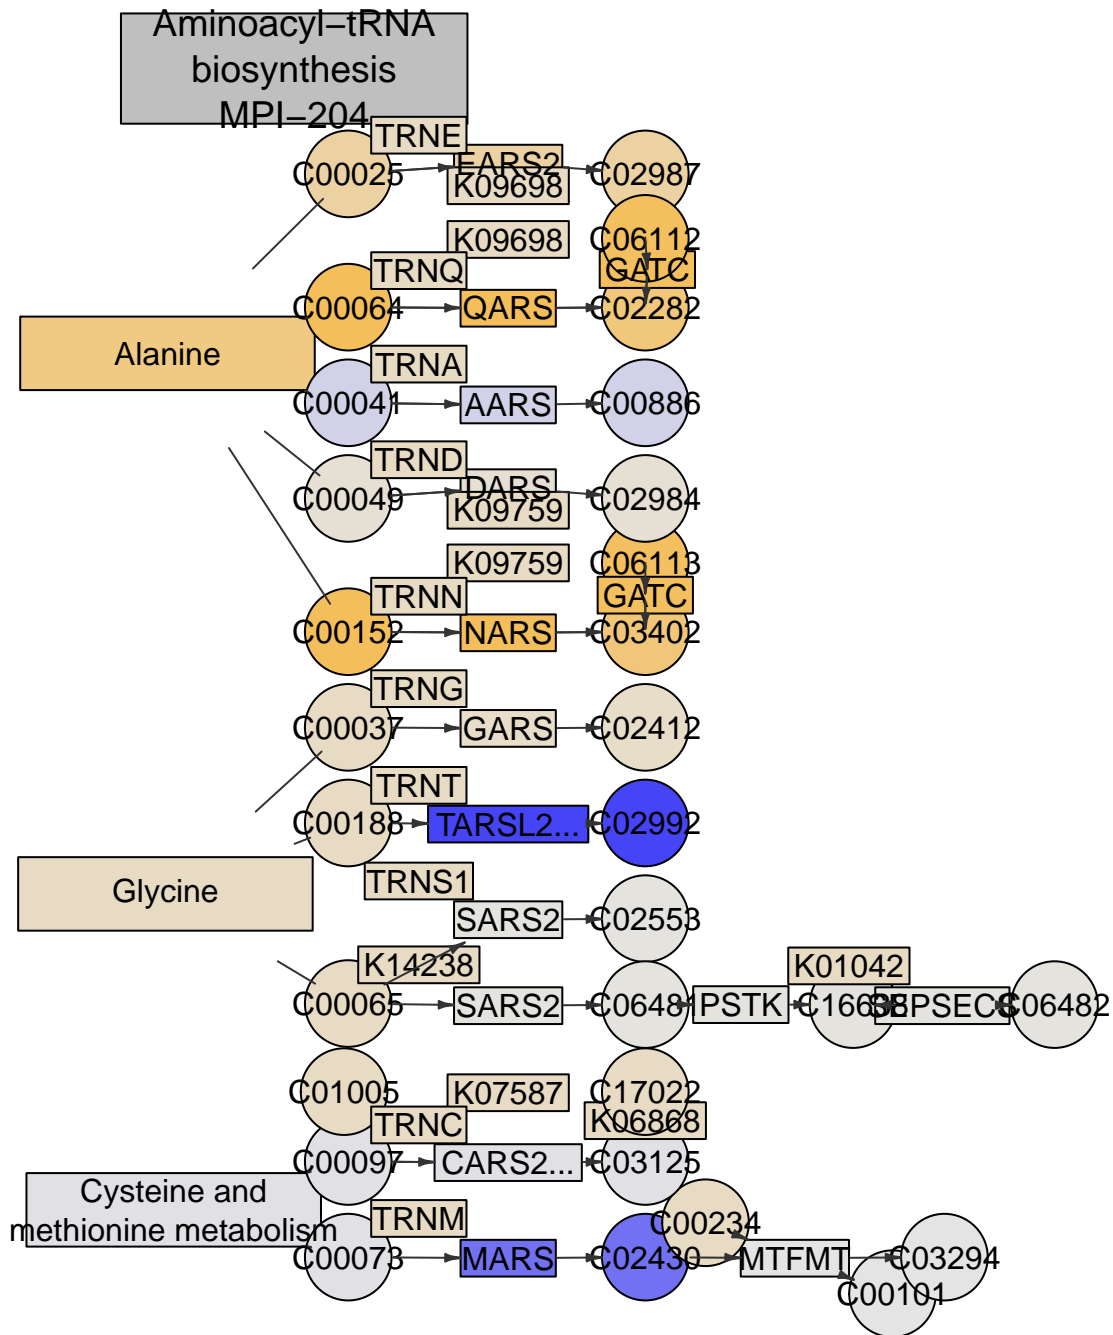 Aminoacyl−tRNA
biosynthesis
MPI−204
TRNE
C00025
EARS2
C02987
K09698
K09698
C06112
TRNQ
GATC
C00064
QARS
C02282
Alanine
TRNA
C00041
AARS
C00886
TRND
C00049
DARS
C02984
K09759
K09759
C06113
TRNN
GATC
C00152
NARS
C03402
TRNG
C00037
GARS
C02412
TRNT
C00188
TARSL2...
C02992
Glycine
TRNS1
SARS2
C02553
K14238
K01042
C00065
SARS2
C06481
PSTK
C16638
SEPSECS
C06482
C01005
K07587
C17022
TRNC
K06868
C00097
CARS2...
C03125
Cysteine and
methionine metabolism
TRNM
C00234
C00073
MARS
C02430
MTFMT
C03294
C00101